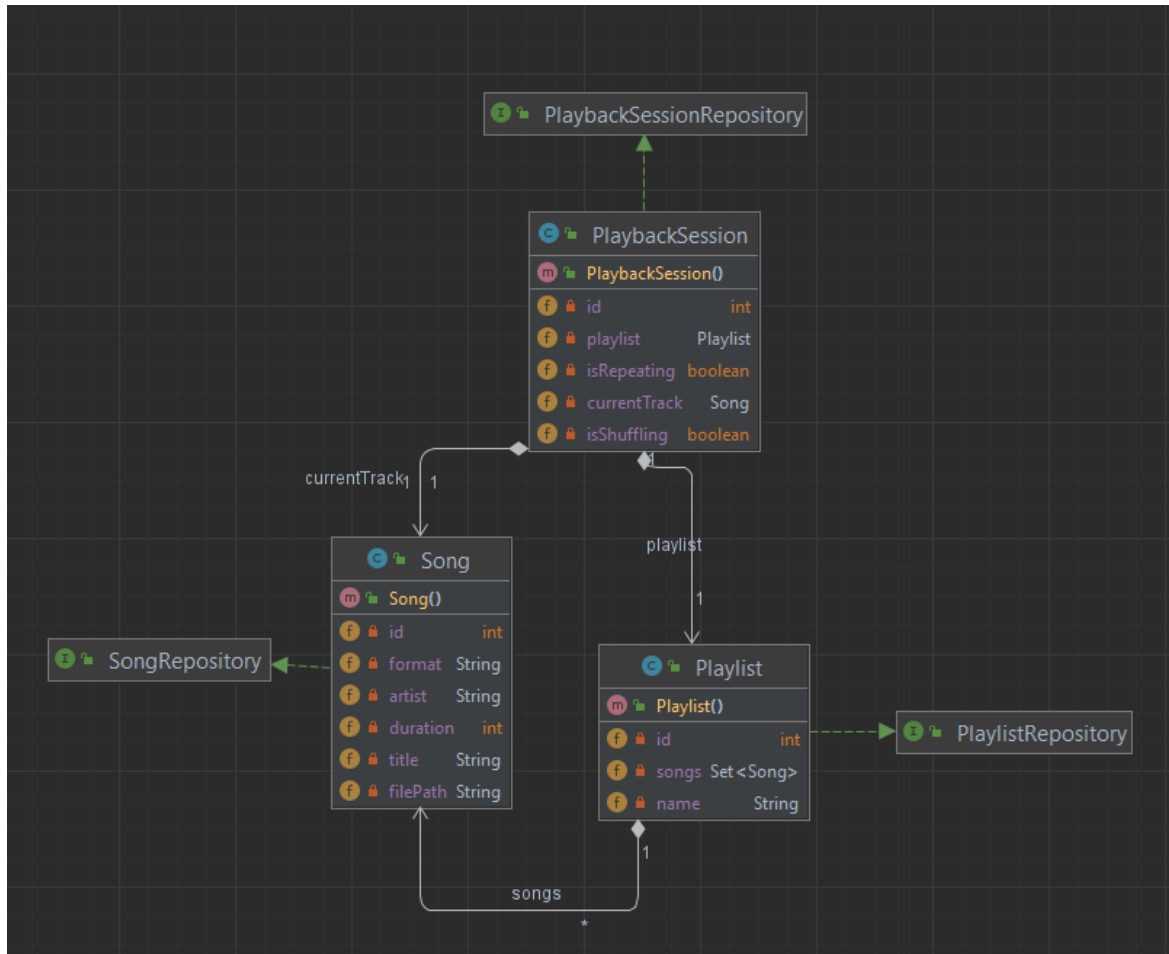 PlaybackSessionRepository
PlaybackSession
PlaybackSession()
id int
playlist Playlist
isRepeating boolean
currentTrack Song
isShuffling boolean
1
currentTrack
1
1
playlist
1
Song
Song()
id int
format String
artist String
duration int
title String
filePath String
SongRepository
Playlist
Playlist()
id int
songs Set<Song>
name String
PlaylistRepository
1
songs
*